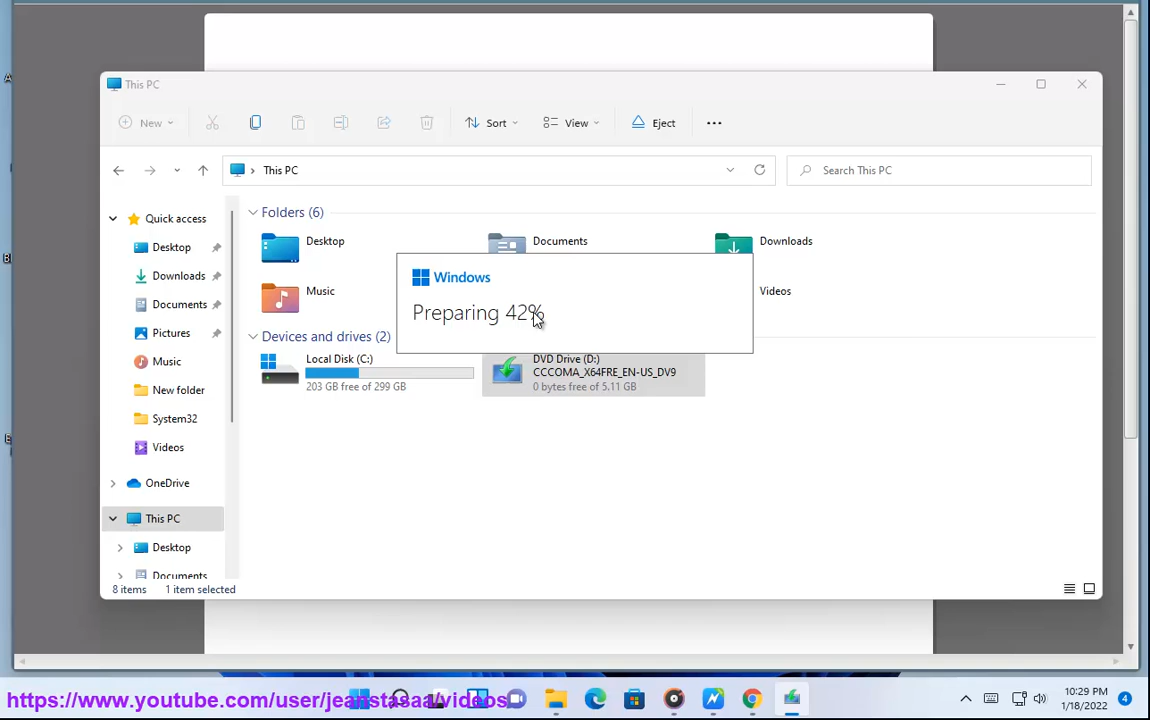 This PC
New
Sort
View
Eject
This PC
Search This PC
Quick access
Desktop
Downloads
Documents
Pictures
Music
New folder
System32
Videos
OneDrive
This PC
Desktop
Documents
Folders (6)
Desktop
Documents
Downloads
Music
Videos
Windows
Preparing 42%
Devices and drives (2)
Local Disk (C:)
203 GB free of 299 GB
DVD Drive (D:)
CCCOMA_X64FRE_EN-US_DV9
0 bytes free of 5.11 GB
8 items
1 item selected
https://www.youtube.com/user/jeanstasaa/videos
10:29 PM
1/18/2022
4